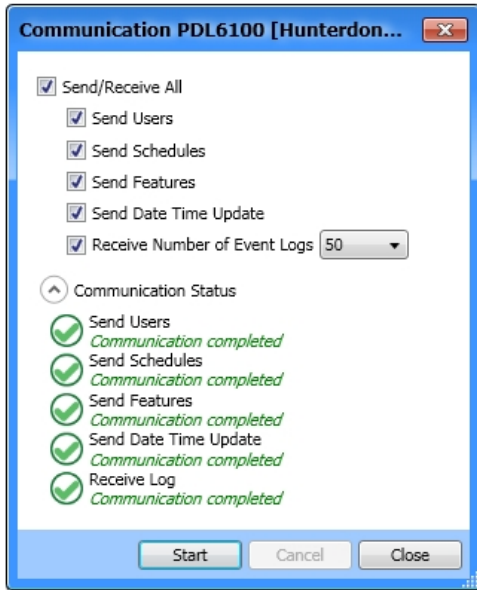 Communication PDL6100 [Hunterdon...
Send/Receive All
Send Users
Send Schedules
Send Features
Send Date Time Update
Receive Number of Event Logs 50
Communication Status
Send Users
Communication completed
Send Schedules
Communication completed
Send Features
Communication completed
Send Date Time Update
Communication completed
Receive Log
Communication completed
Start Cancel Close